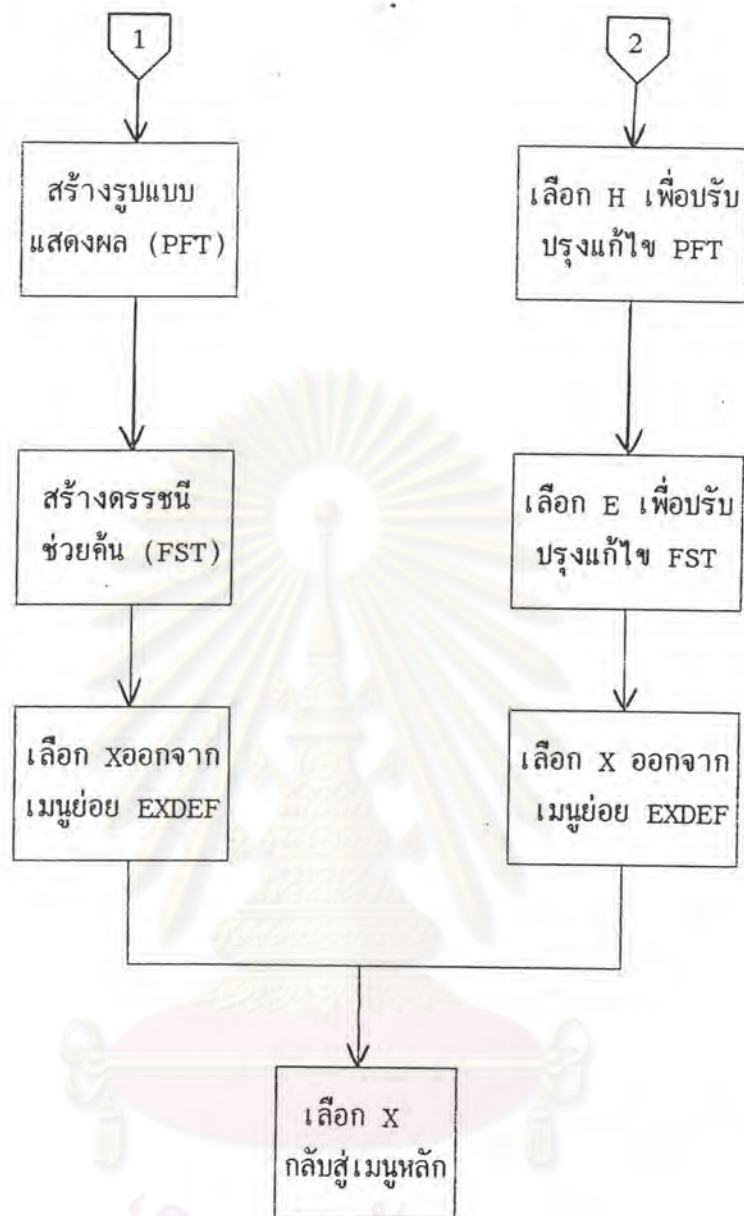 1
สร้างรูปแบบ
แสดงผล (PFT)
สร้างดรรชนี
ช่วยค้น (FST)
เลือก Xออกจาก
เมนูย่อย EXDEF
2
เลือก H เพื่อปรับ
ปรุงแก้ไข PFT
เลือก E เพื่อปรับ
ปรุงแก้ไข FST
เลือก X ออกจาก
เมนูย่อย EXDEF
เลือก X
กลับสู่เมนูหลัก